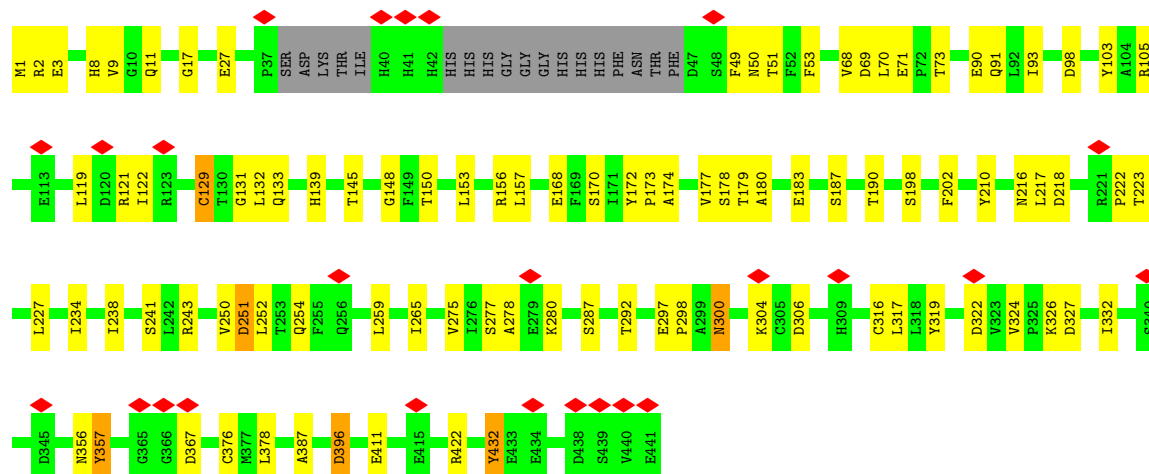 M1 R2 E3 H8 V9 G10 Q11 G17 E27 P37 SER ASP LYS THR ILE H40 H41 H42 HIS HIS HIS GLY GLY GLY HIS HIS HIS PHE ASN THR PHE D47 S48 F49 N50 T51 F52 F53 V68 D69 L70 E71 P72 T73 E90 Q91 L92 I93 D98 Y103 A104 R105
E113 L119 D120 R121 I122 R123 C129 T130 G131 L132 Q133 H139 T145 G148 F149 T150 L153 R156 L157 E168 F169 S170 I171 Y172 P173 A174 V177 S178 T179 A180 E183 S187 T190 S198 F202 Y210 N216 L217 D218 R221 P222 T223
L227 I234 I238 S241 L242 R243 V250 D251 L252 T253 Q254 F255 Q256 L259 I265 V275 I276 S277 A278 E279 K280 S287 T292 E297 P298 A299 N300 K304 C305 D306 H309 C316 L317 L318 Y319 D322 V323 V324 P325 K326 D327 I332 S340
D345 N356 Y357 G365 G366 D367 C376 M377 L378 A387 D396 E411 E415 R422 Y432 E433 E434 D438 S439 V440 E441